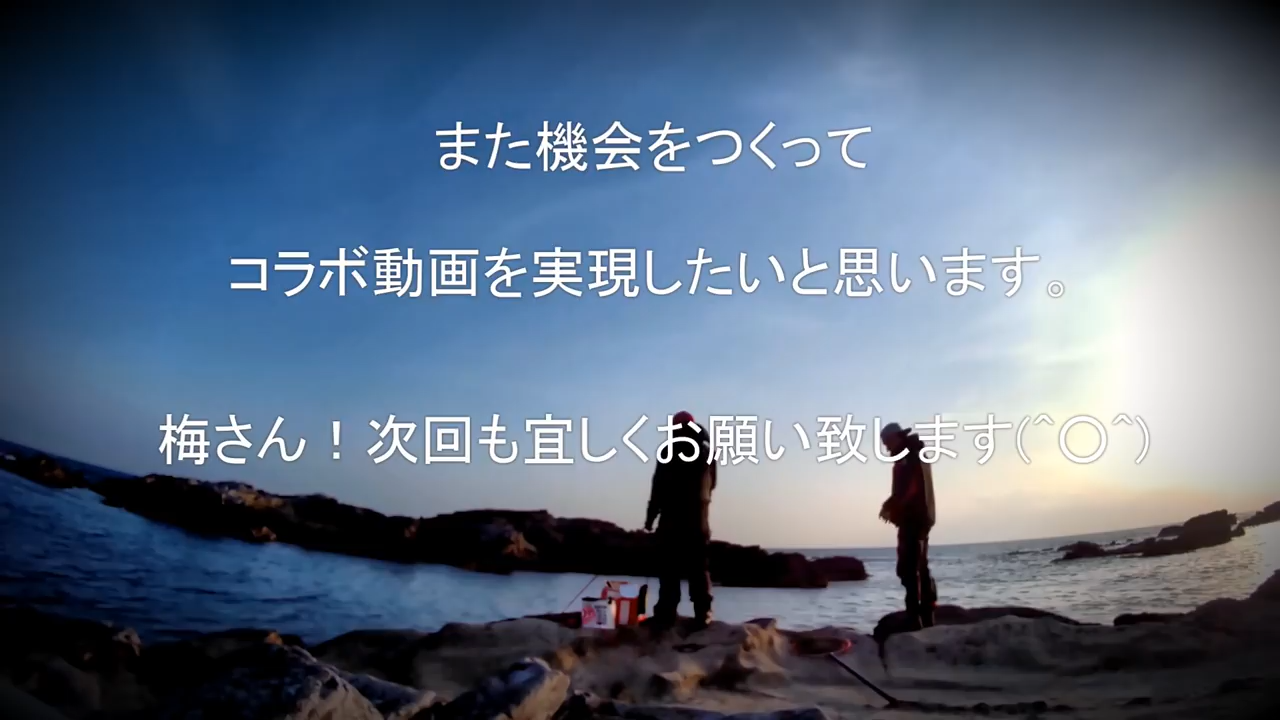 また機会をつくって
コラボ動画を実現したいと思います。
梅さん！次回も宜しくお願い致します(^〇^)